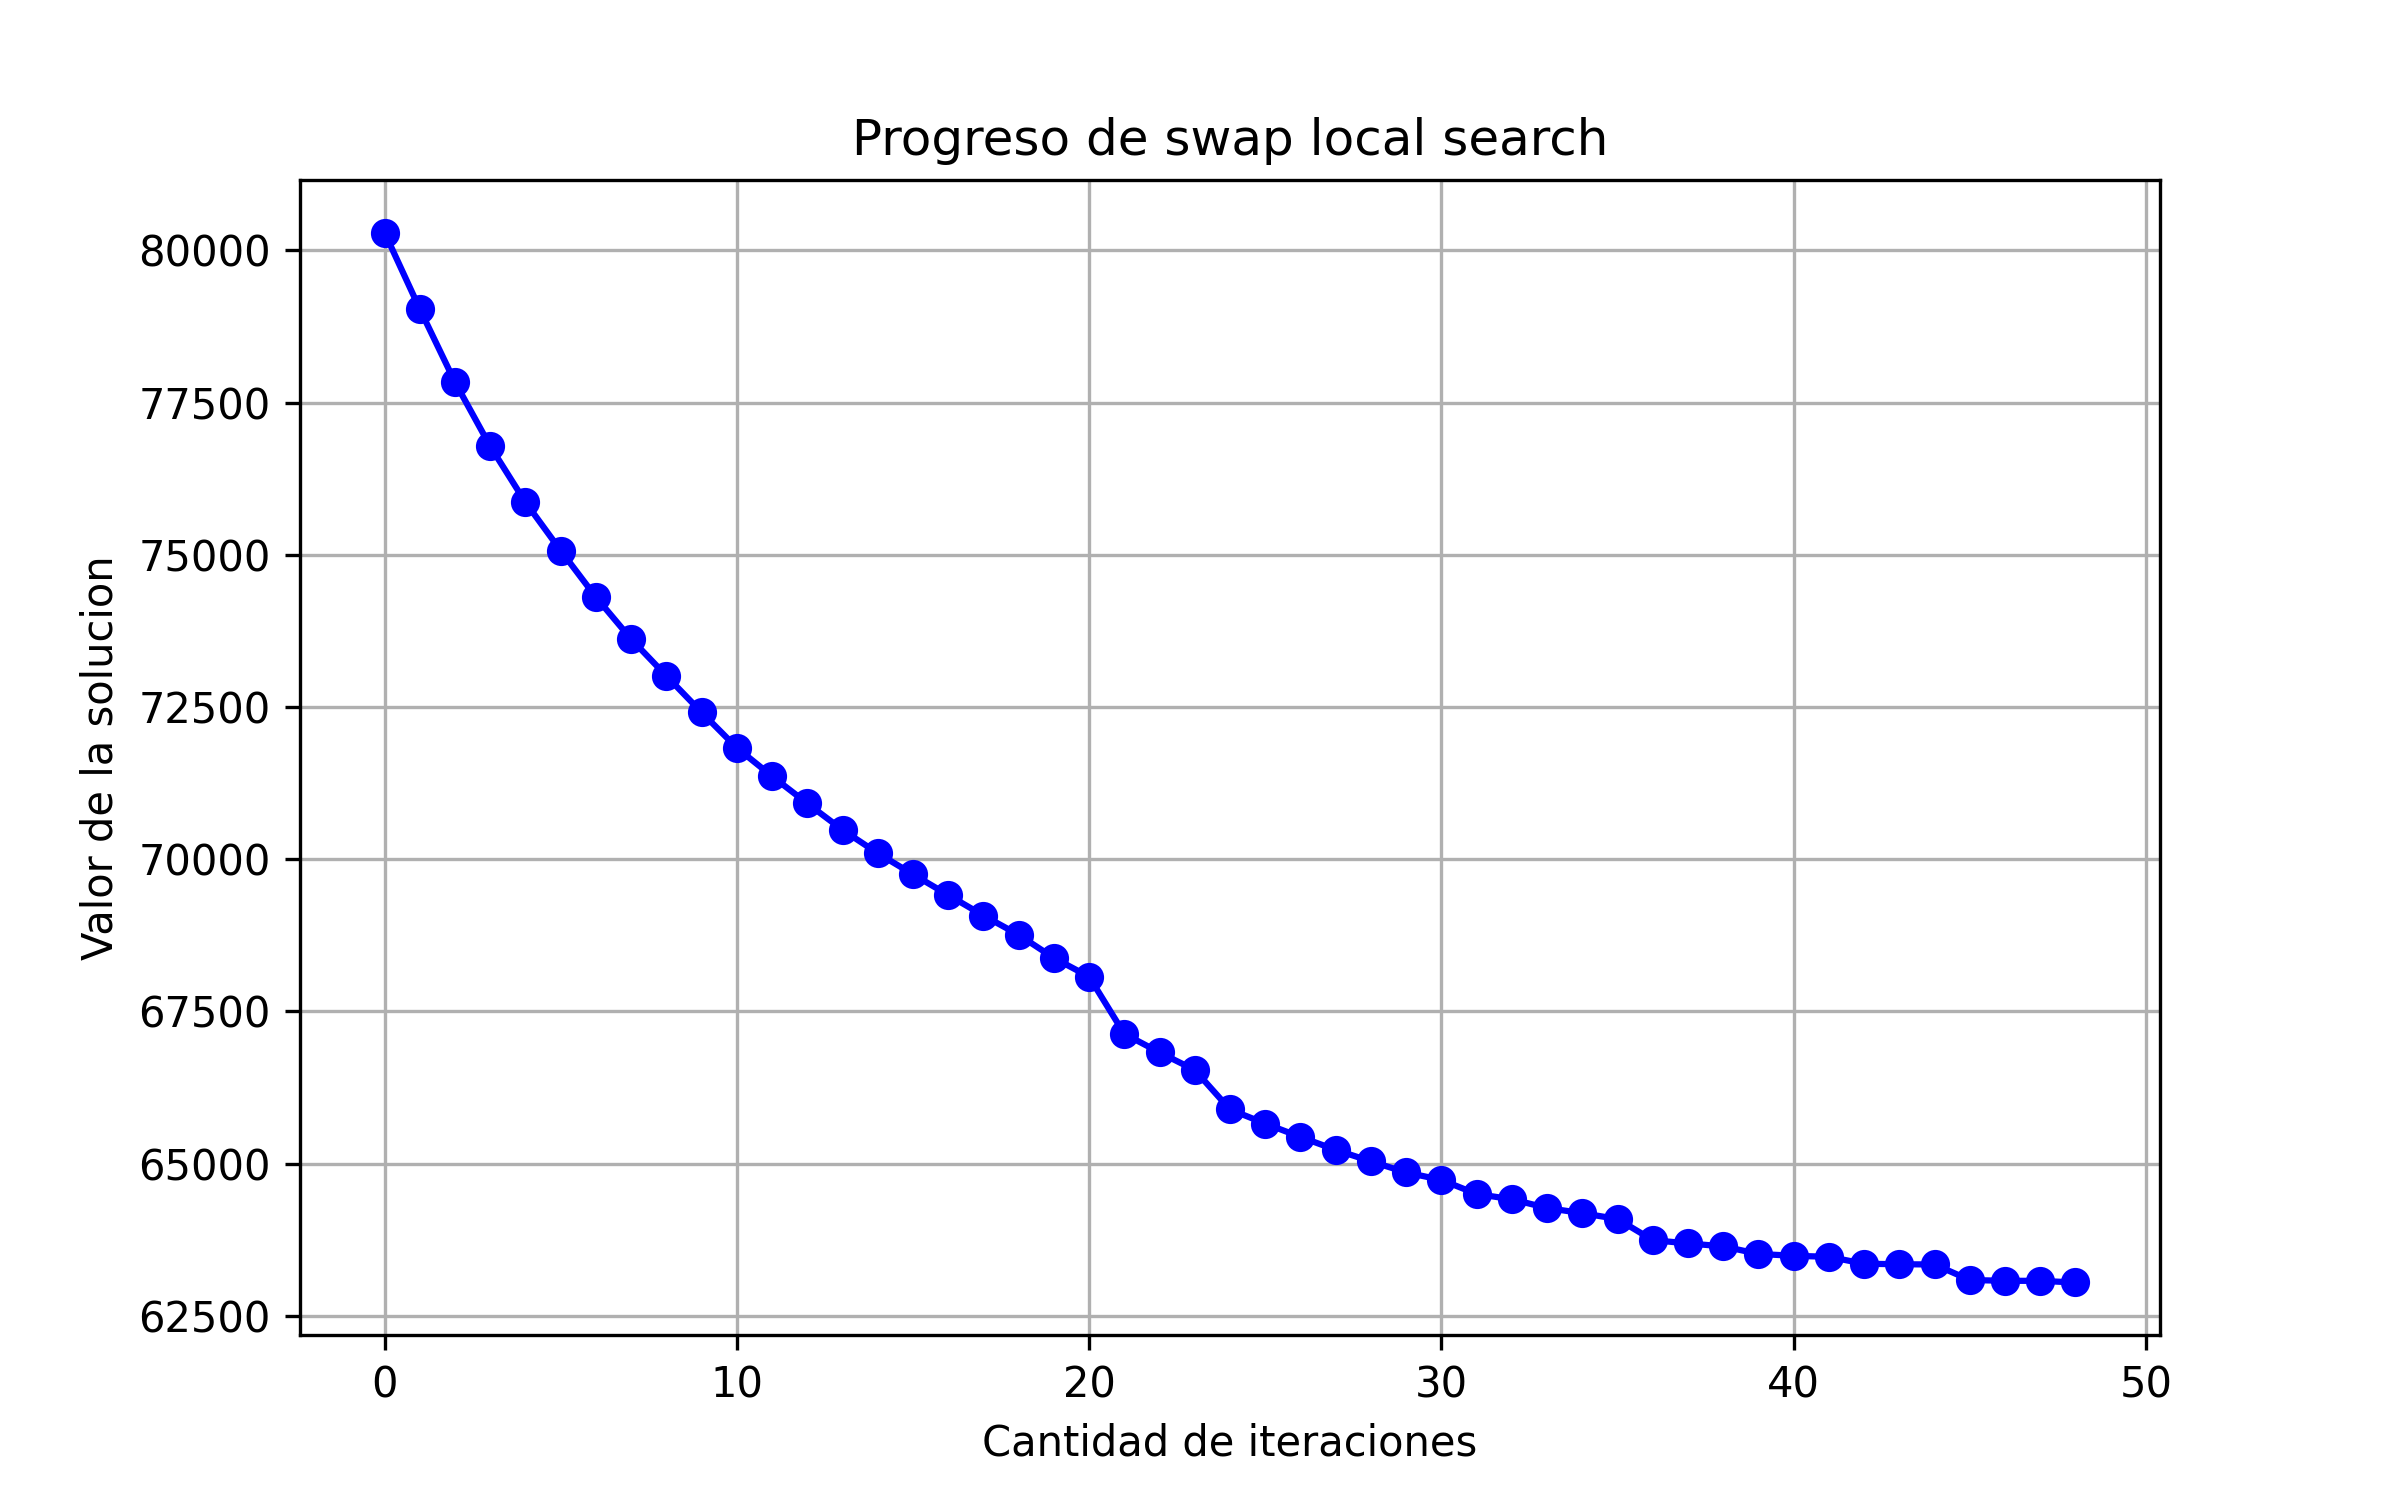 Progreso de swap local search
Valor de la solucion
80000
77500
75000
72500
70000
67500
65000
62500
0 10 20 30 40 50
Cantidad de iteraciones